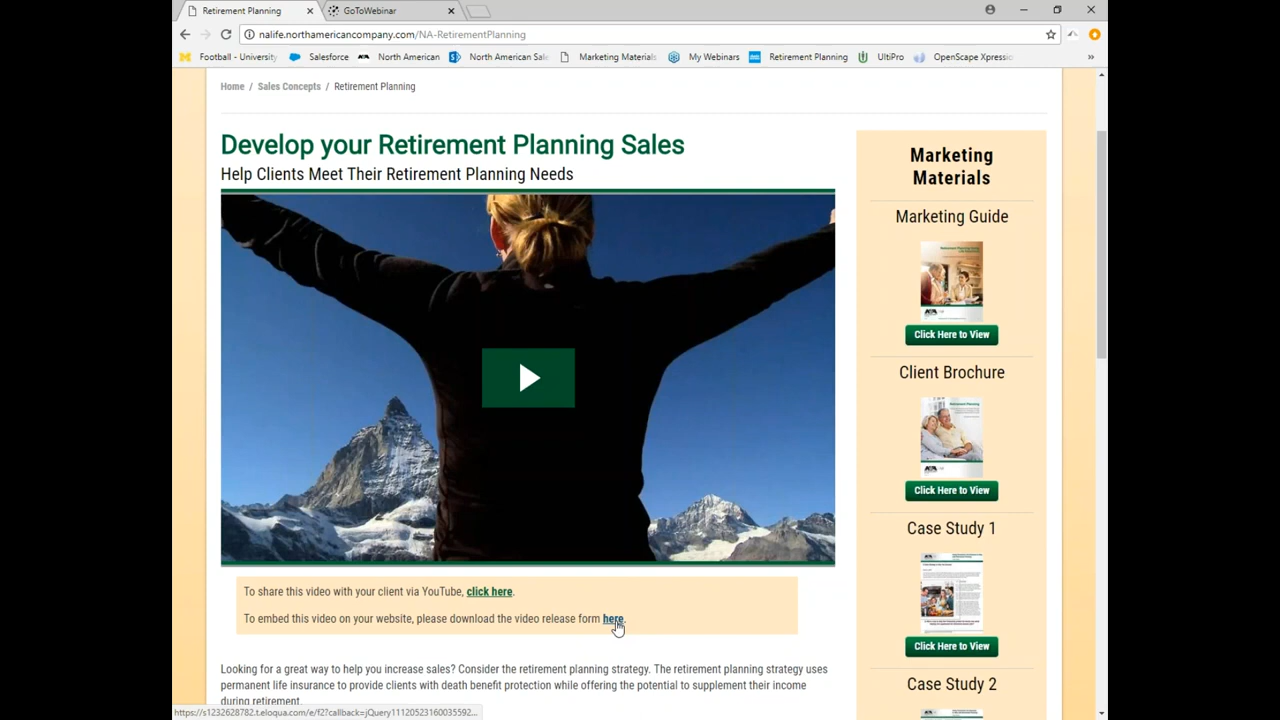 Retirement Planning
GoToWebinar
nalife.northamericancompany.com/NA-RetirementPlanning
Football - University
Salesforce
North American
North American Sale
Marketing Materials
My Webinars
Retirement Planning
UltiPro
OpenScape Xpressio
»
Home / Sales Concepts / Retirement Planning
Develop your Retirement Planning Sales
Help Clients Meet Their Retirement Planning Needs
To share this video with your client via YouTube, click here.
To embed this video on your website, please download the video release form here.
Looking for a great way to help you increase sales? Consider the retirement planning strategy. The retirement planning strategy uses
permanent life insurance to provide clients with death benefit protection while offering the potential to supplement their income
during retirement.
Marketing
Materials
Marketing Guide
Click Here to View
Client Brochure
Click Here to View
Case Study 1
Click Here to View
Case Study 2
https://s1232628782.t.eloqua.com/e/f2?callback=jQuery11120523160035592...